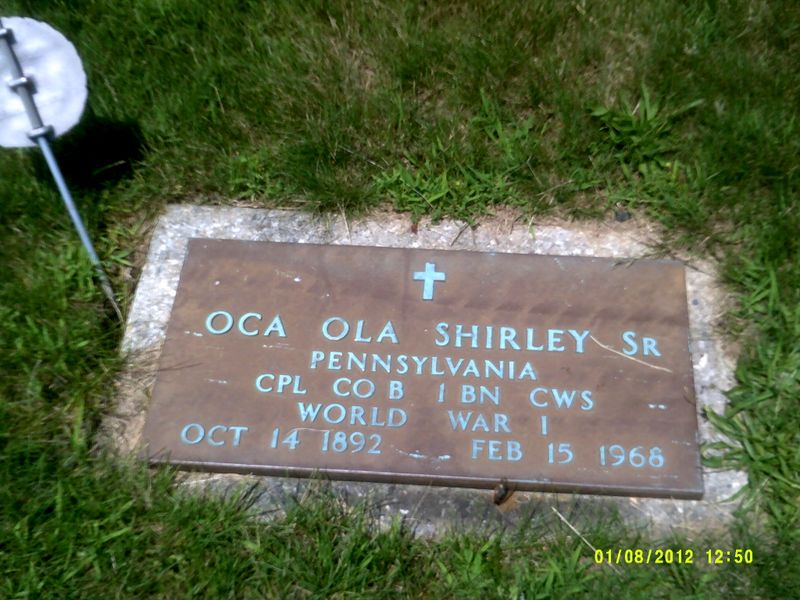 OCA OLA SHIRLEY SR
PENNSYLVANIA
CPL CO B 1 BN CWS
WORLD WAR I
OCT 14 1892 FEB 15 1968
01/08/2012 12:50